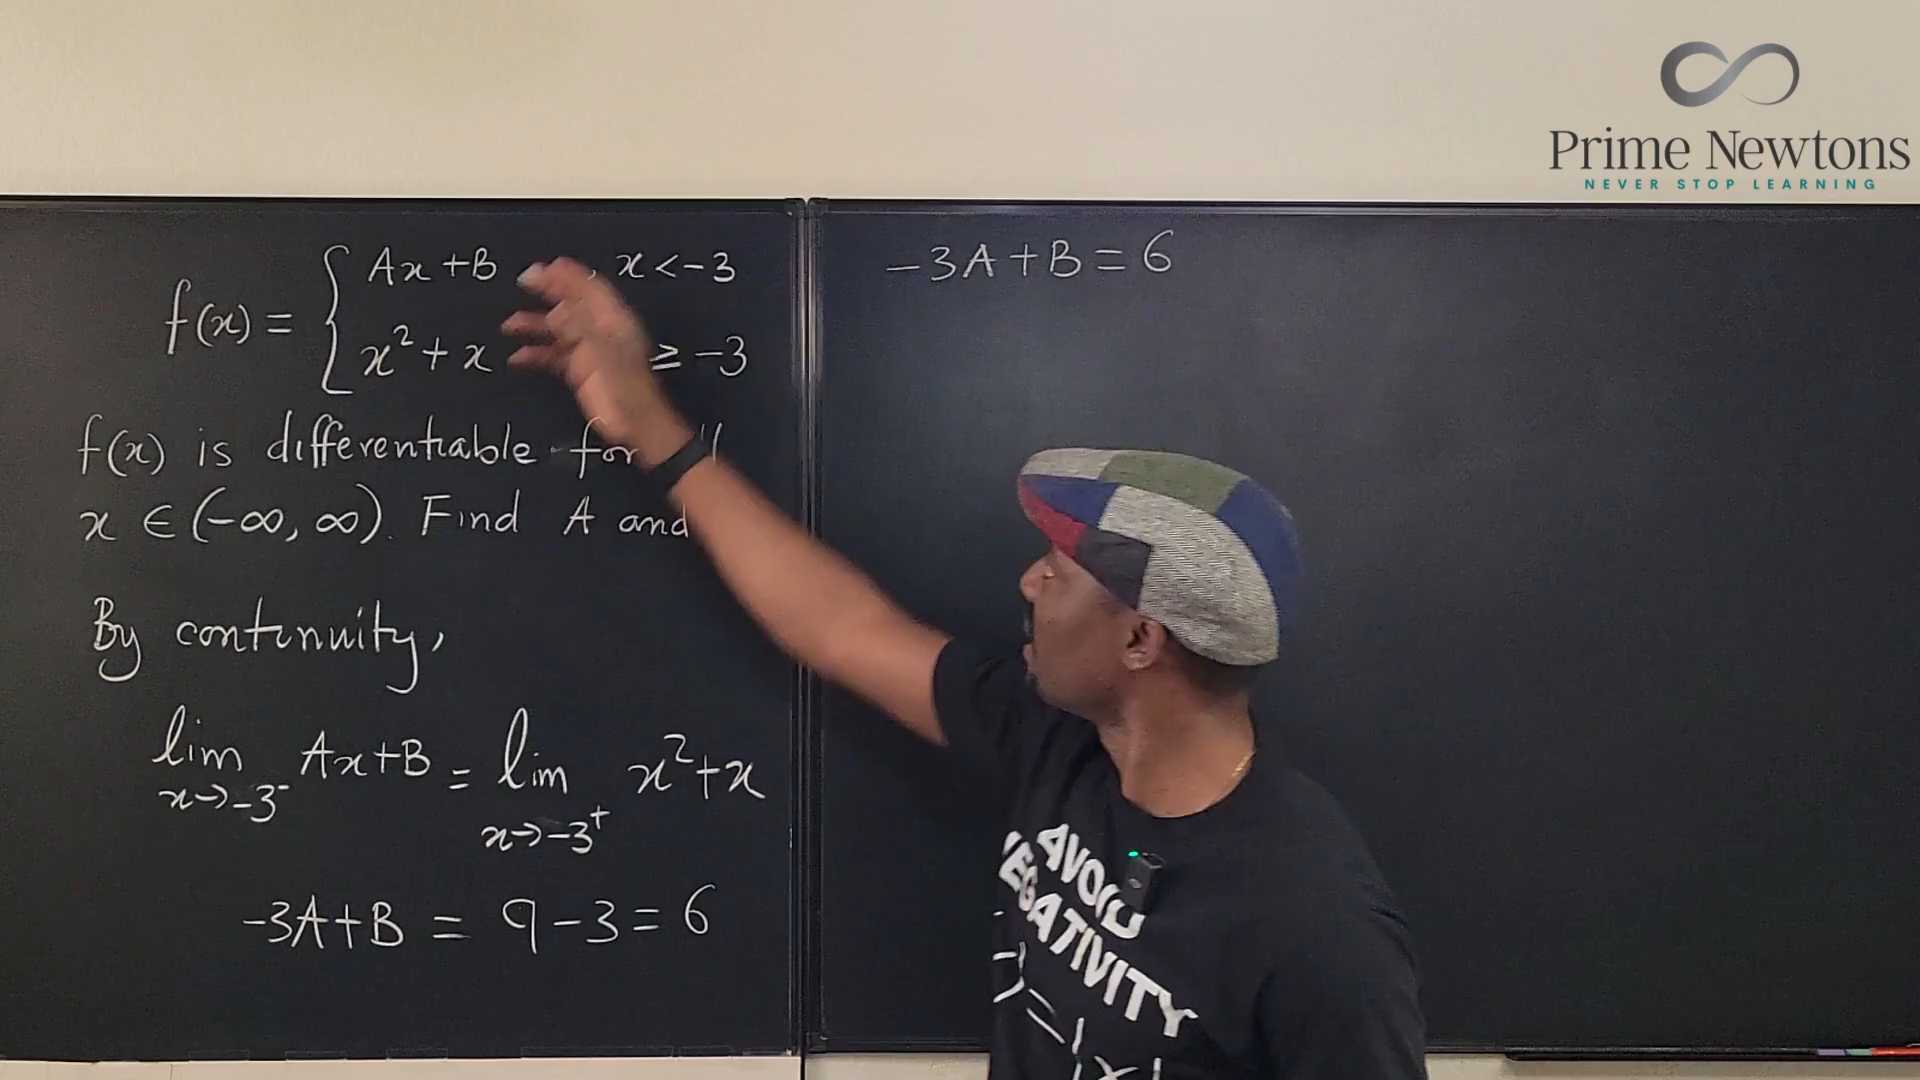 Prime Newtons
NEVER STOP LEARNING
f(x) = { Ax+B , x < -3
x² + x ≥ -3
f(x) is differentiable for
x ∈ (-∞, ∞). Find A and
By continuity,
lim x→-3⁻ Ax+B = lim x→-3⁺ x²+x
-3A+B = 9-3 = 6
-3A+B = 6
AVOID
NEGATIVITY